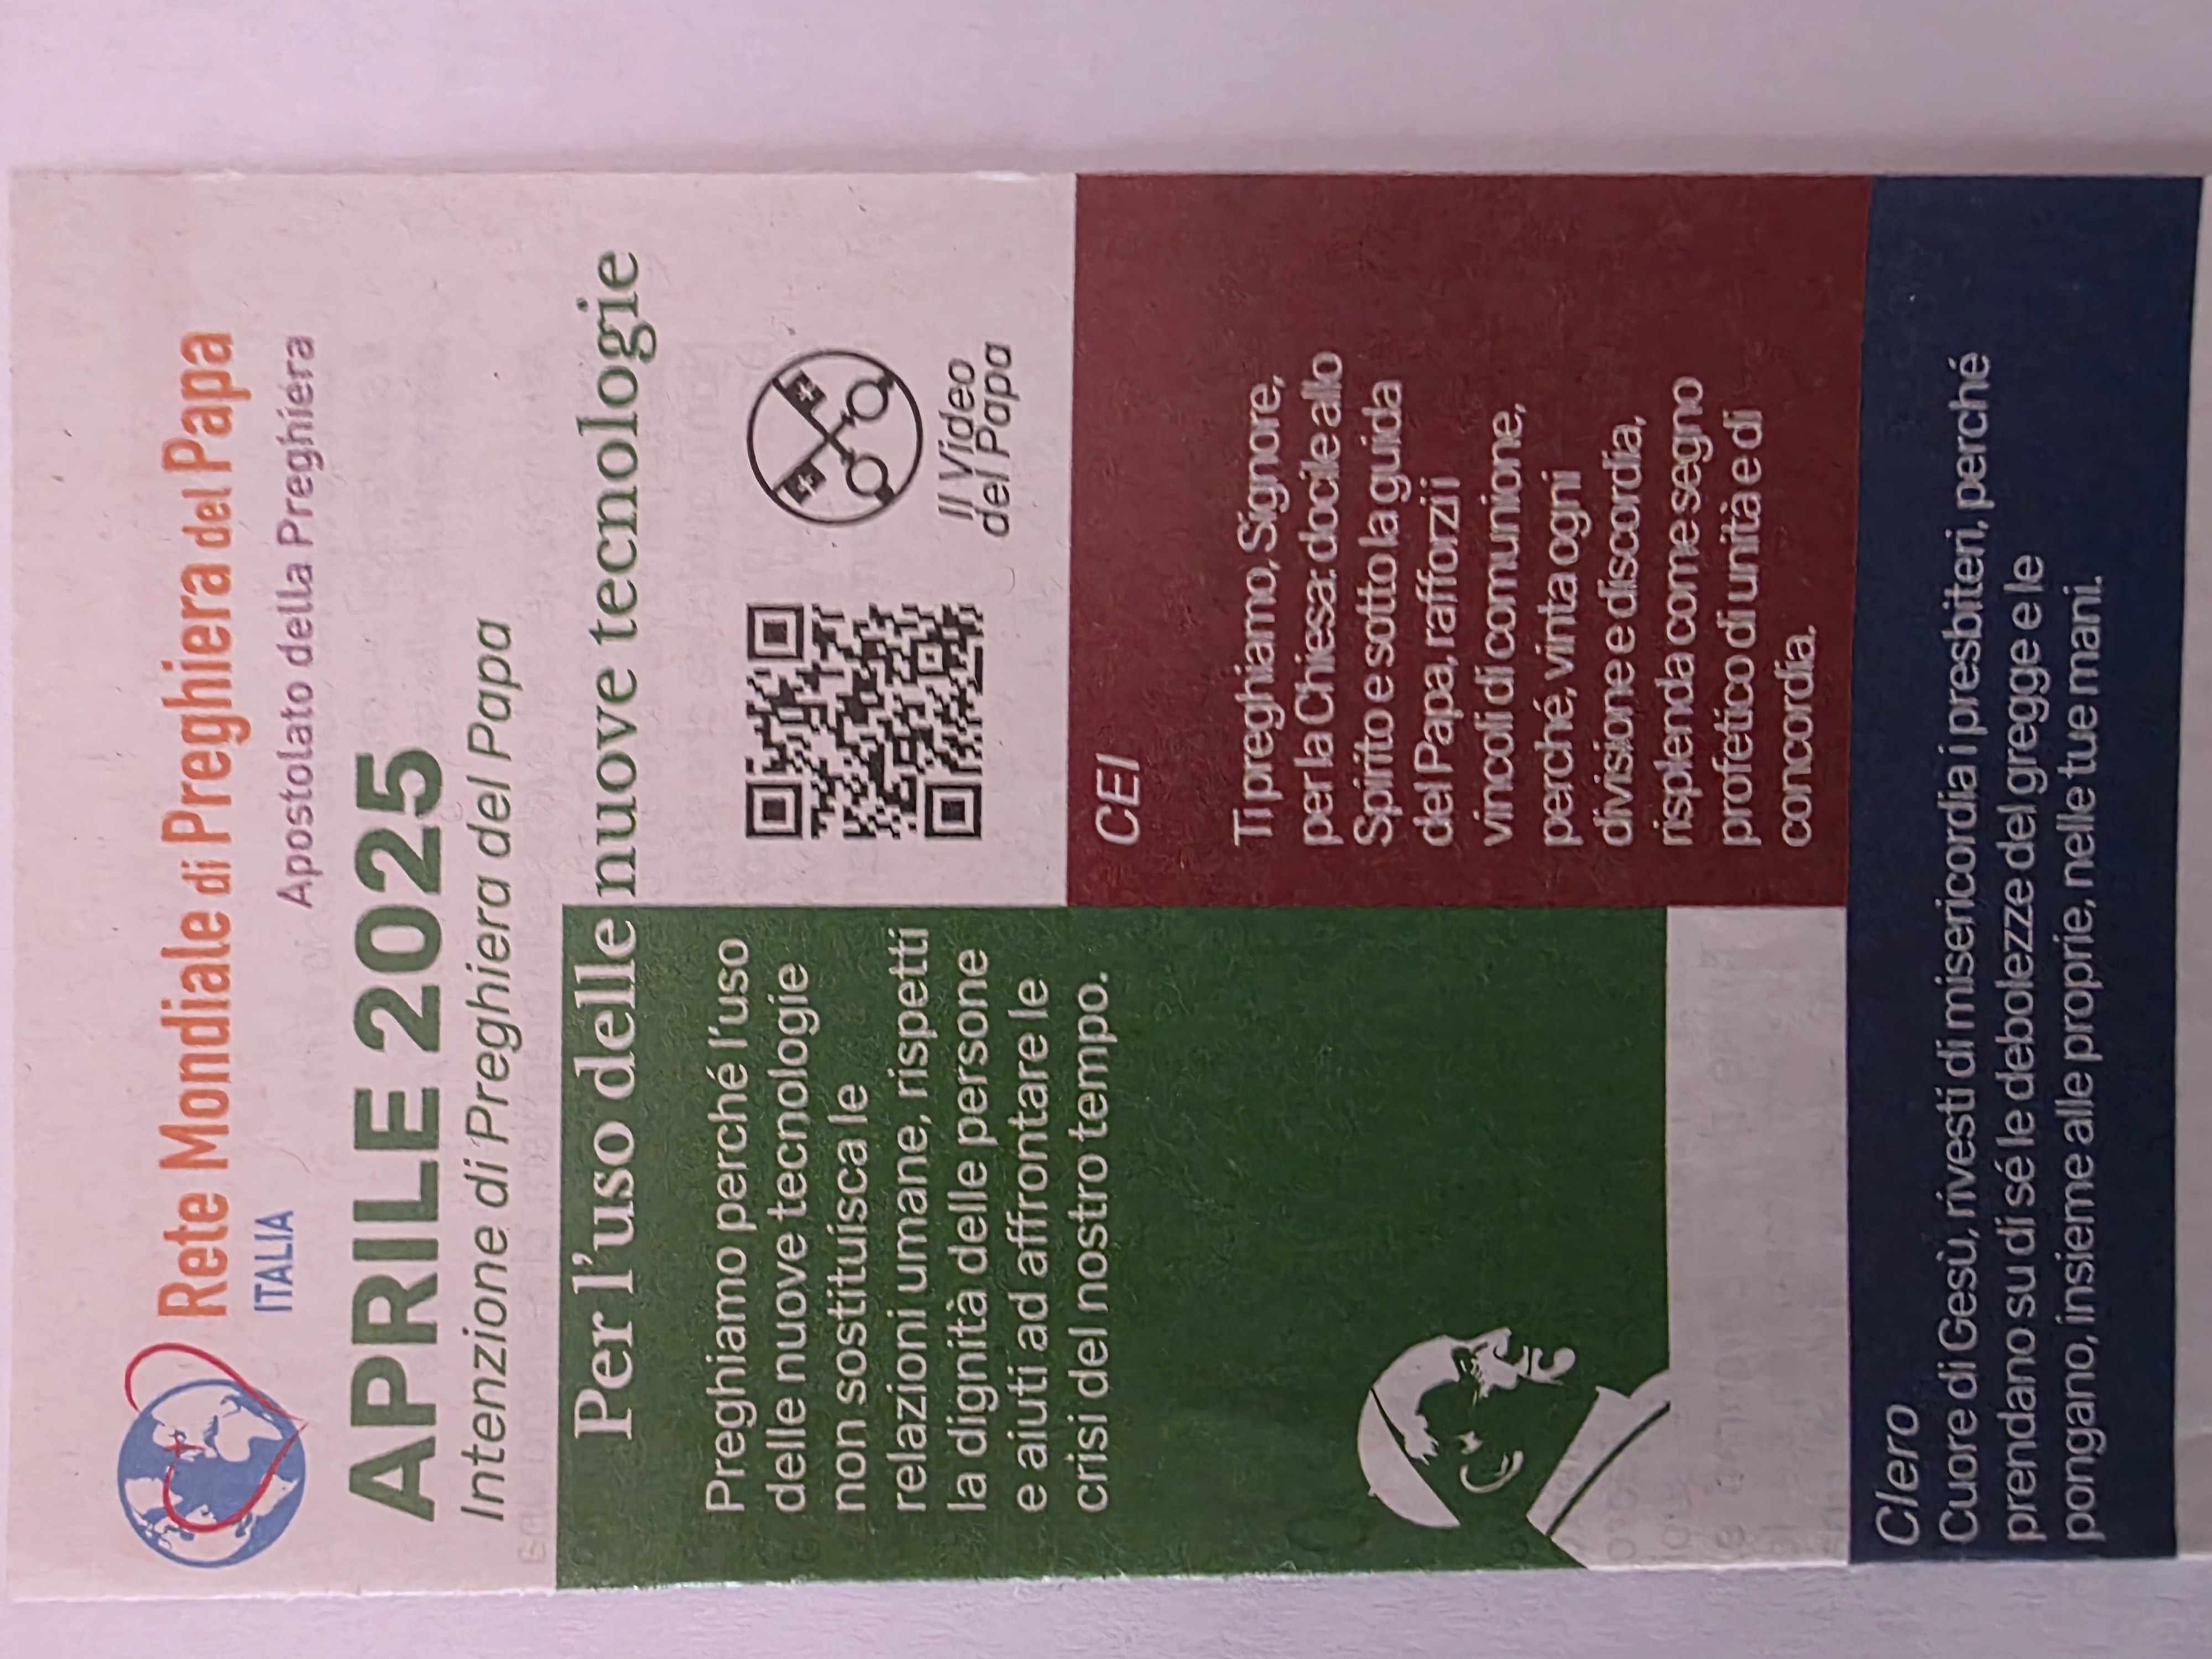 Rete Mondiale di Preghiera del Papa
ITALIA
Apostolato della Preghiera
APRILE 2025
Intenzione di Preghiera del Papa
Per l'uso delle nuove tecnologie
Preghiamo perché l'uso
delle nuove tecnologie
non sostituisca le
relazioni umane, rispetti
la dignità delle persone
e aiuti ad affrontare le
crisi del nostro tempo.
Il Video
del Papa
CEI
Ti preghiamo, Signore,
per la Chiesa: docile allo
Spirito e sotto la guida
del Papa, rafforzi i
vincoli di comunione,
perché, vinta ogni
divisione e discordia,
risplenda come segno
profetico di unità e di
concordia.
Clero
Cuore di Gesù, rivesti di misericordia i presbiteri, perché
prendano su di sé le debolezze del gregge e le
pongano, insieme alle proprie, nelle tue mani.